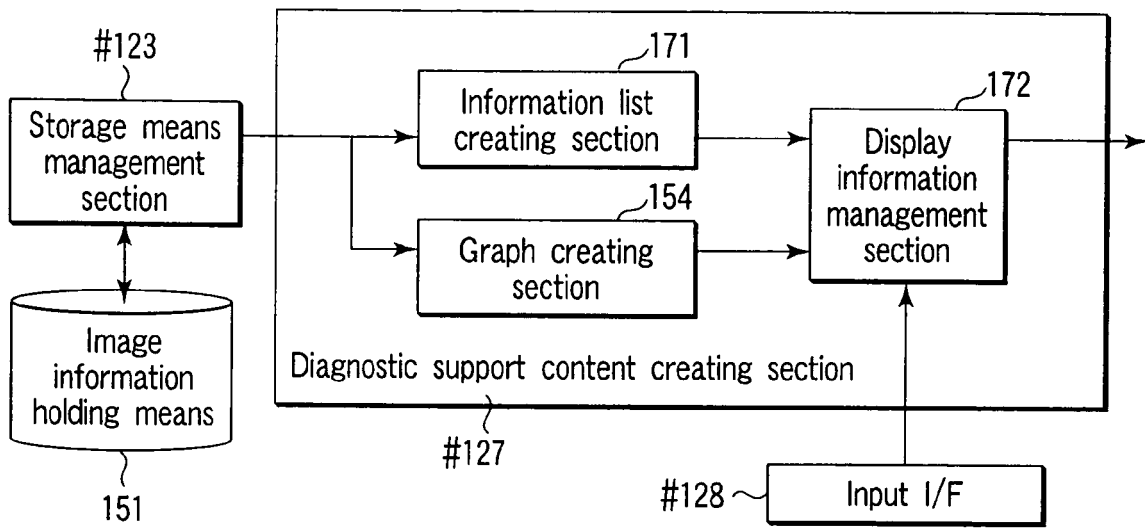 #123
Storage means
management
section
Image
information
holding means
151
171
Information list
creating section
154
Graph creating
section
172
Display
information
management
section
Diagnostic support content creating section
#127
#128
Input I/F